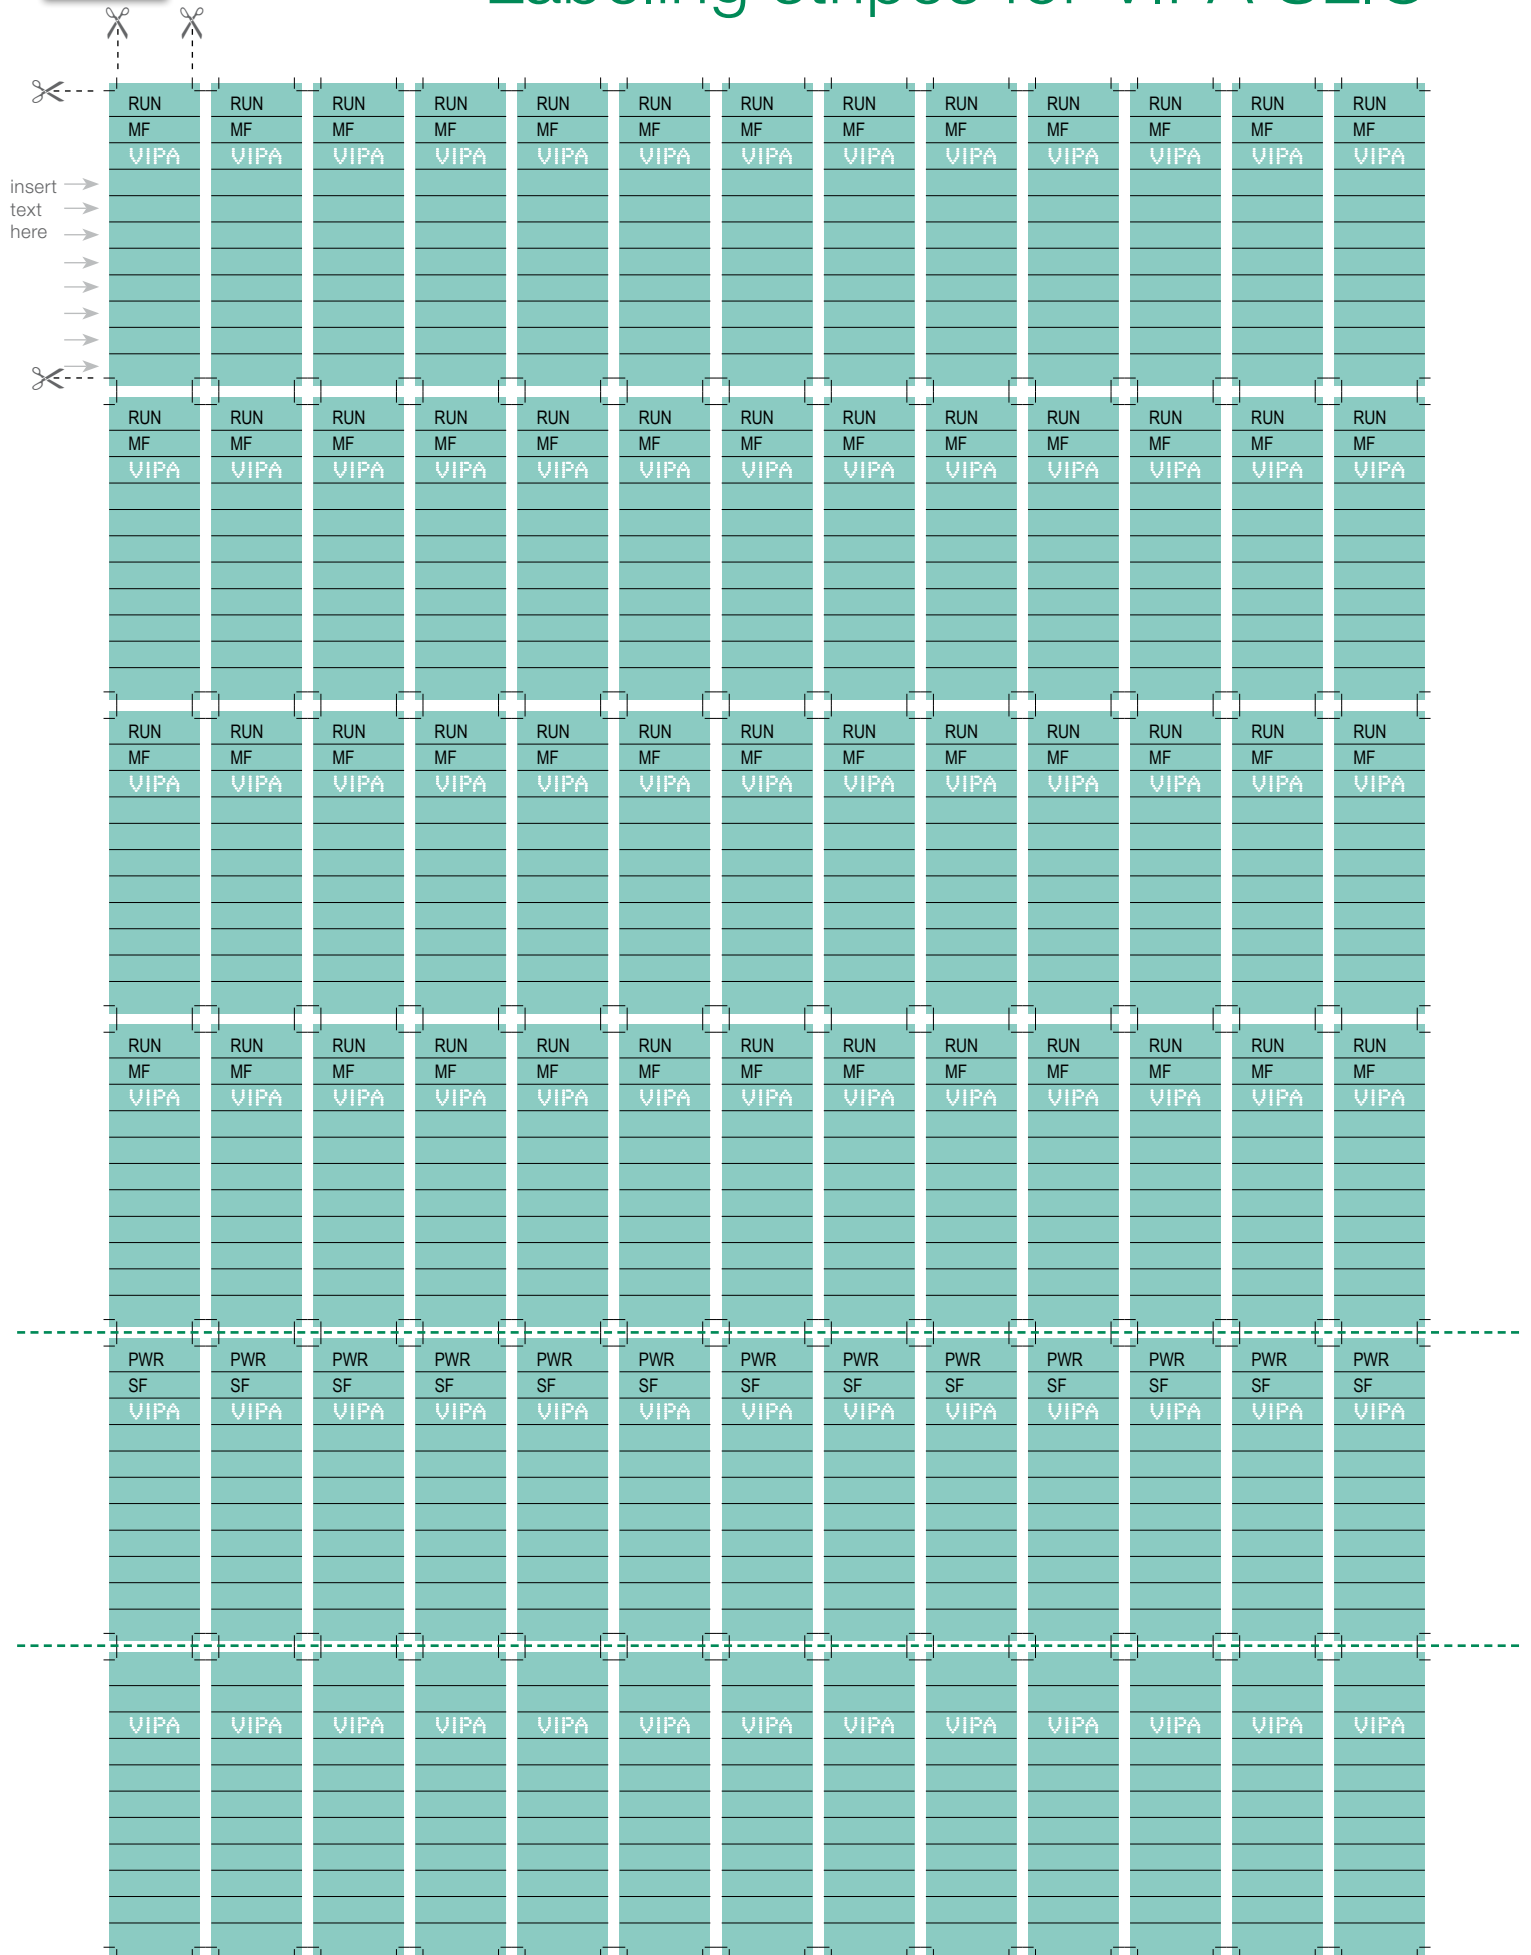 Labeling stripes for VIPA SLIO
RUN RUN RUN RUN RUN RUN RUN RUN RUN RUN RUN RUN RUN
MF MF MF MF MF MF MF MF MF MF MF MF MF
VIPA VIPA VIPA VIPA VIPA VIPA VIPA VIPA VIPA VIPA VIPA VIPA VIPA
insert
text
here
RUN RUN RUN RUN RUN RUN RUN RUN RUN RUN RUN RUN RUN
MF MF MF MF MF MF MF MF MF MF MF MF MF
VIPA VIPA VIPA VIPA VIPA VIPA VIPA VIPA VIPA VIPA VIPA VIPA VIPA
RUN RUN RUN RUN RUN RUN RUN RUN RUN RUN RUN RUN RUN
MF MF MF MF MF MF MF MF MF MF MF MF MF
VIPA VIPA VIPA VIPA VIPA VIPA VIPA VIPA VIPA VIPA VIPA VIPA VIPA
RUN RUN RUN RUN RUN RUN RUN RUN RUN RUN RUN RUN RUN
MF MF MF MF MF MF MF MF MF MF MF MF MF
VIPA VIPA VIPA VIPA VIPA VIPA VIPA VIPA VIPA VIPA VIPA VIPA VIPA
PWR PWR PWR PWR PWR PWR PWR PWR PWR PWR PWR PWR PWR
SF SF SF SF SF SF SF SF SF SF SF SF SF
VIPA VIPA VIPA VIPA VIPA VIPA VIPA VIPA VIPA VIPA VIPA VIPA VIPA
VIPA VIPA VIPA VIPA VIPA VIPA VIPA VIPA VIPA VIPA VIPA VIPA VIPA